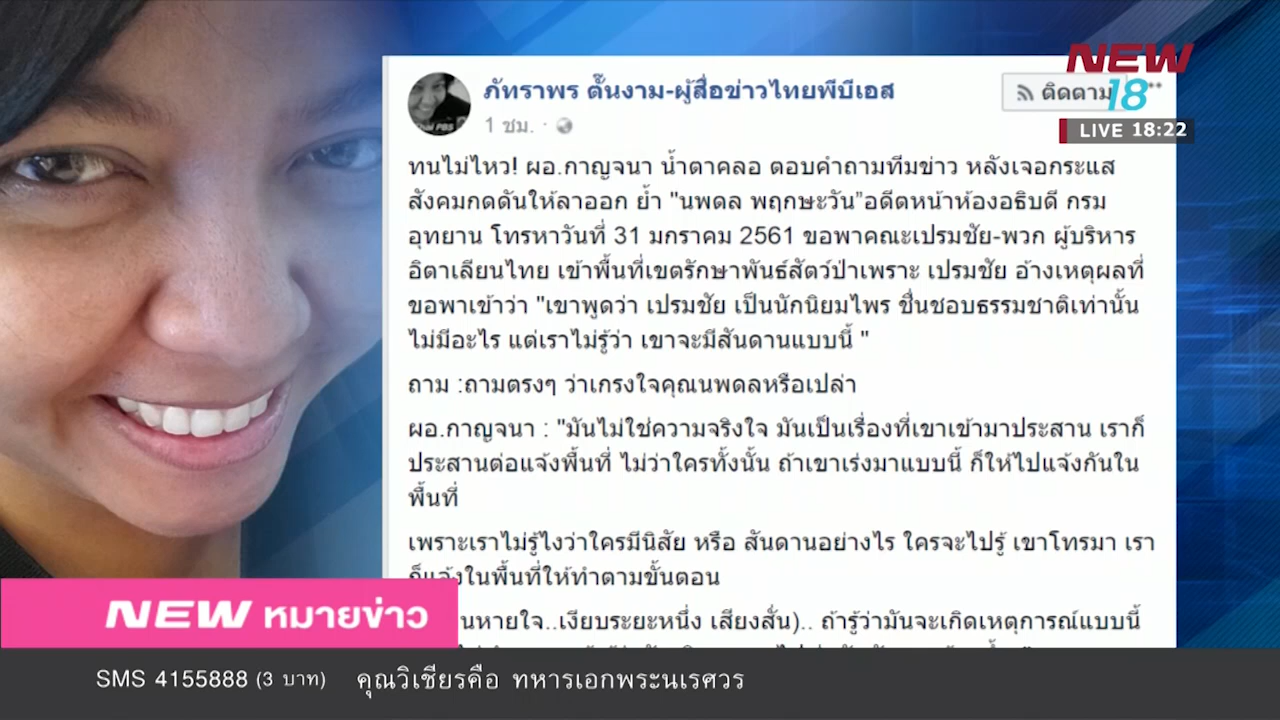 NEW
18
LIVE 18:22
ภัทราพร ตั๊นงาม-ผู้สื่อข่าวไทยพีบีเอส
ติดตาม
1 ชม.
ทนไม่ไหว! ผอ.กาญจนา น้ำตาคลอ ตอบคำถามทีมข่าว หลังเจอกระแส
สังคมกดดันให้ลาออก ย้ำ "นพดล พฤกษะวัน"อดีตหน้าห้องอธิบดี กรม
อุทยาน โทรหาวันที่ 31 มกราคม 2561 ขอพาคณะเปรมชัย-พวก ผู้บริหาร
อิตาเลียนไทย เข้าพื้นที่เขตรักษาพันธ์สัตว์ป่าเพราะ เปรมชัย อ้างเหตุผลที่
ขอพาเข้าว่า "เขาพูดว่า เปรมชัย เป็นนักนิยมไพร ชื่นชอบธรรมชาติเท่านั้น
ไม่มีอะไร แต่เราไม่รู้ว่า เขาจะมีสันดานแบบนี้ "
ถาม :ถามตรงๆ ว่าเกรงใจคุณนพดลหรือเปล่า
ผอ.กาญจนา : "มันไม่ใช่ความจริงใจ มันเป็นเรื่องที่เขาเข้ามาประสาน เราก็
ประสานต่อแจ้งพื้นที่ ไม่ว่าใครทั้งนั้น ถ้าเขาเร่งมาแบบนี้ ก็ให้ไปแจ้งกันใน
พื้นที่
เพราะเราไม่รู้ไงว่าใครมีนิสัย หรือ สันดานอย่างไร ใครจะไปรู้ เขาโทรมา เรา
ก็แจ้งในพื้นที่ให้ทำตามขั้นตอน
นหายใจ..เงียบระยะหนึ่ง เสียงสั่น).. ถ้ารู้ว่ามันจะเกิดเหตุการณ์แบบนี้
NEW หมายข่าว
SMS 4155888 (3 บาท) คุณวิเชียรคือ ทหารเอกพระนเรศวร